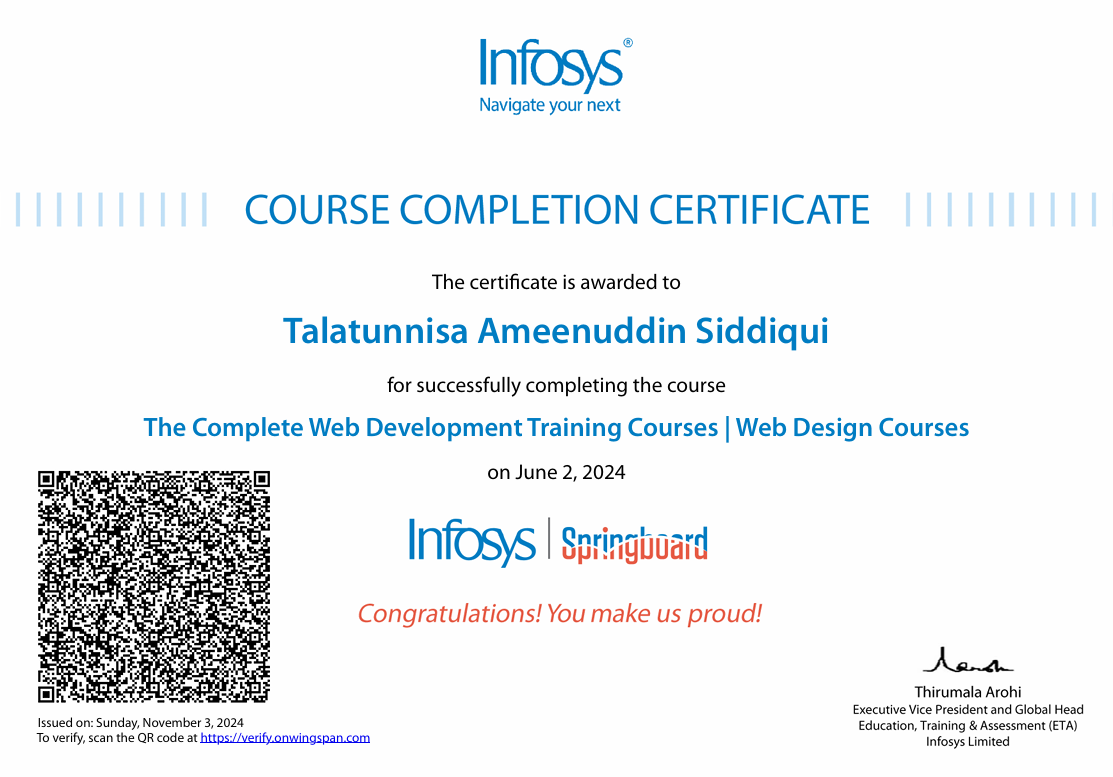 Infosys®
Navigate your next
COURSE COMPLETION CERTIFICATE
The certificate is awarded to
Talatunnisa Ameenuddin Siddiqui
for successfully completing the course
The Complete Web Development Training Courses | Web Design Courses
on June 2, 2024
Infosys | Springboard
Congratulations! You make us proud!
Thirumala Arohi
Executive Vice President and Global Head
Education, Training & Assessment (ETA)
Infosys Limited
Issued on: Sunday, November 3, 2024
To verify, scan the QR code at https://verify.onwingspan.com